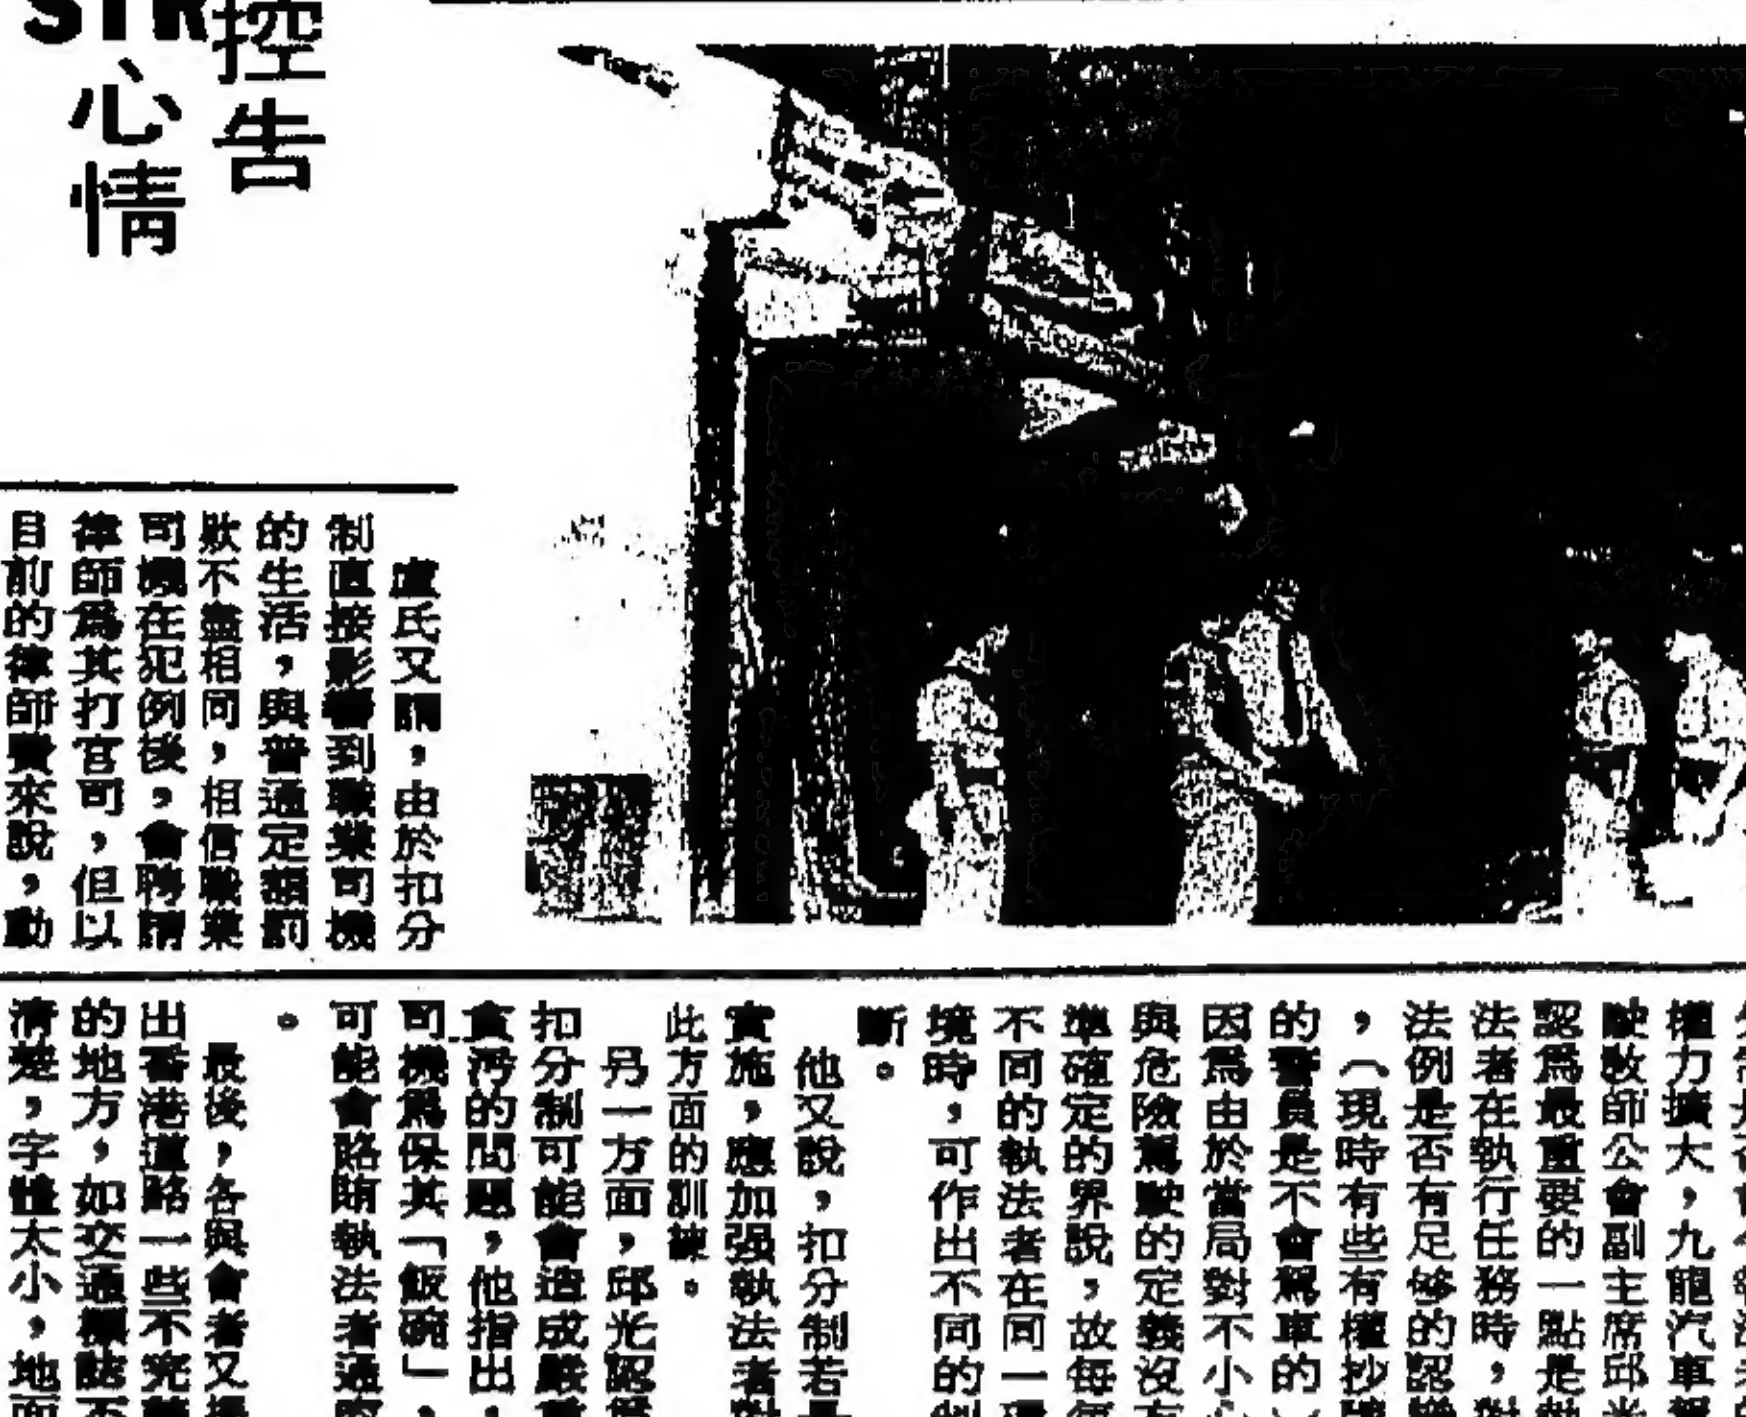 控告
STR
心情
盧氏又謂，由於扣分
制直接影響到職業司機
的生活，與普通定額罰
款不盡相同，相信職業
司機在犯例後，會聘請
律師為其打官司，但以
目前的律師費來說，動
權力擴大，九龍汽車駕
駛教師公會副主席邱光
認為最重要的一點是執
法者在執行任務時，對
法例是否有足够的認識
，（現時有些有權抄牌
的警員是不會駕車的）
因為由於當局對不小心
與危險駕駛的定義沒有
準確定的界說，故每每
不同的執法者在同一環
境時，可作出不同的判
斷。
他又說，扣分制若是
實施，應加强執法者對
此方面的訓練。
另一方面，邱光認為
扣分制可能會造成嚴重
貪污的問題，他指出，
司機為保其「飯碗」，
可能會賂賄執法者通融
。
最後，各與會者又提
出香港道路一些不完善
的地方，如交通標誌不
清楚，字體太小，地面